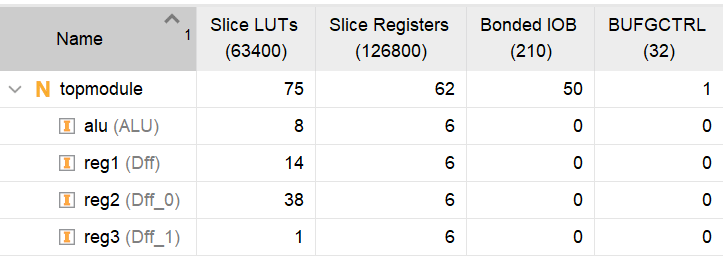 Name 1 Slice LUTs (63400) Slice Registers (126800) Bonded IOB (210) BUFGCTRL (32)
N topmodule 75 62 50 1
I alu (ALU) 8 6 0 0
I reg1 (Dff) 14 6 0 0
I reg2 (Dff_0) 38 6 0 0
I reg3 (Dff_1) 1 6 0 0